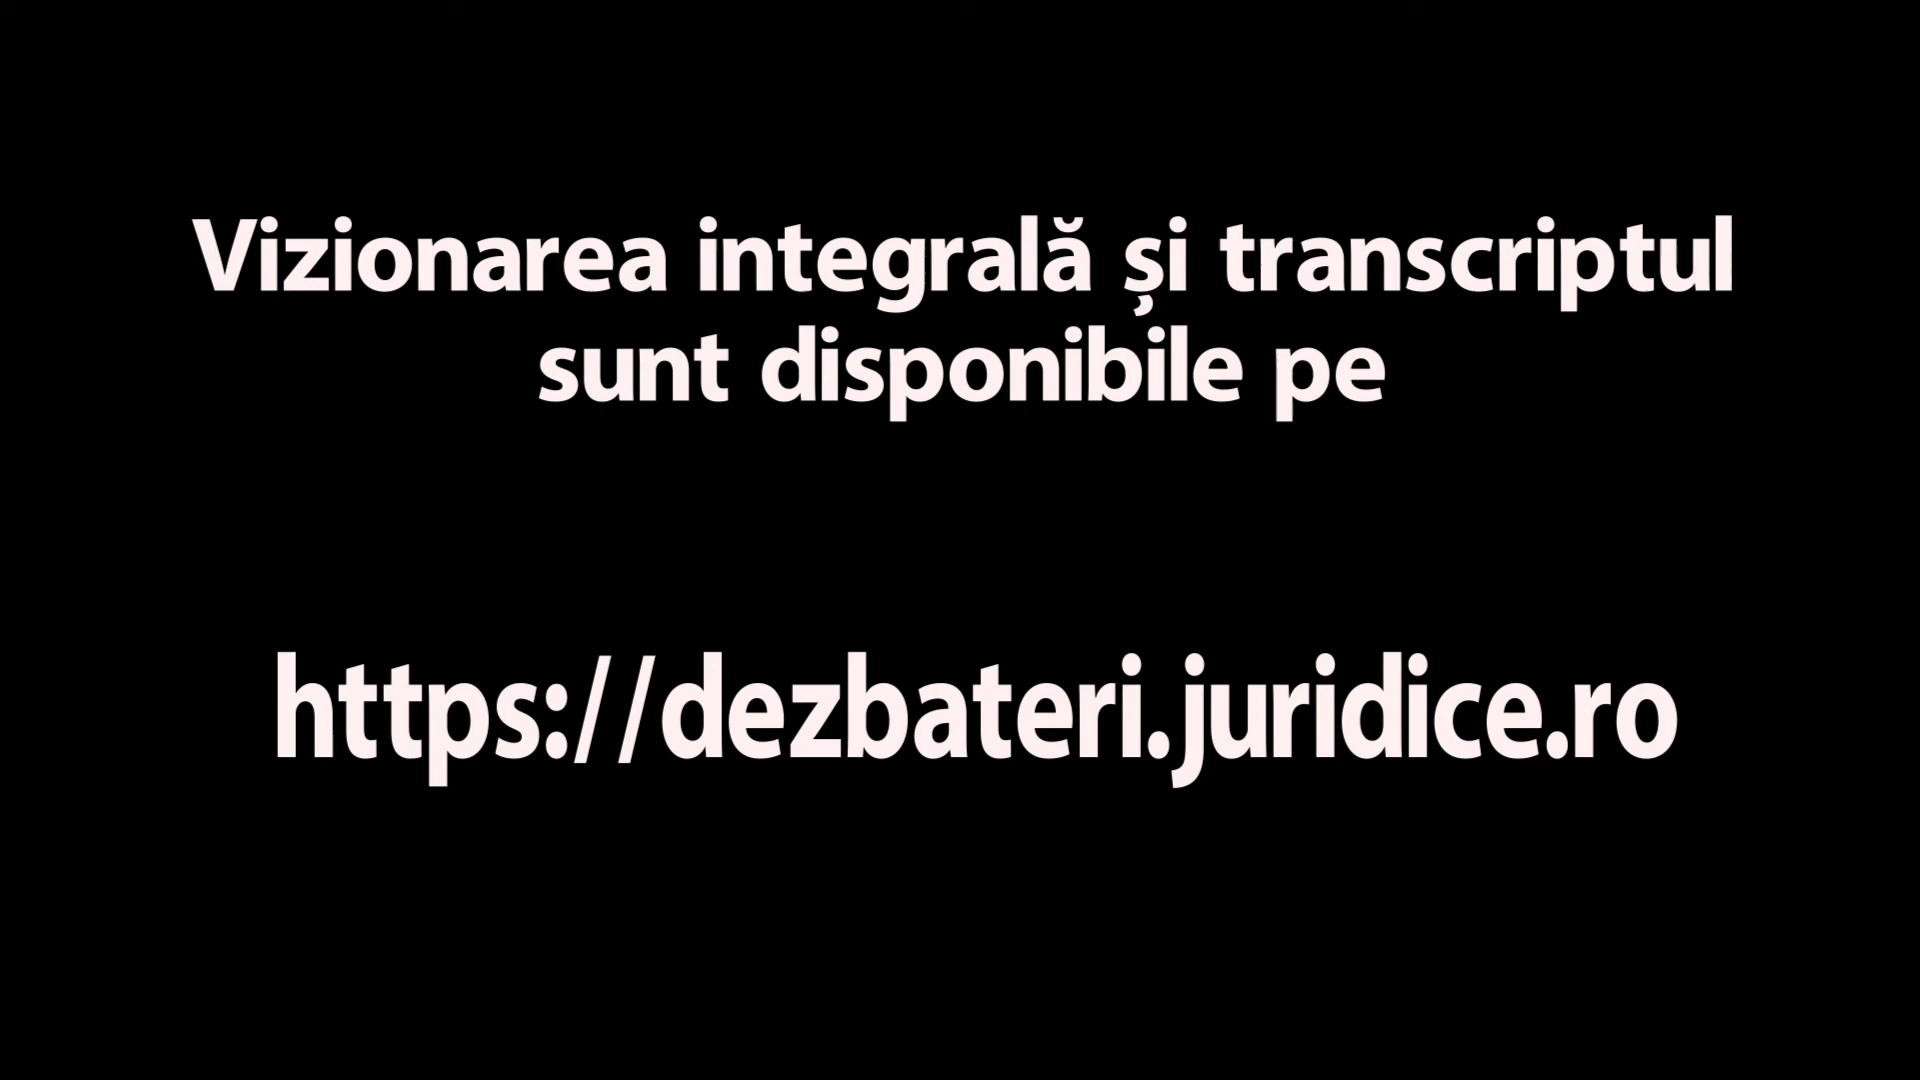 Vizionarea integrală și transcriptul
sunt disponibile pe
https://dezbateri.juridice.ro